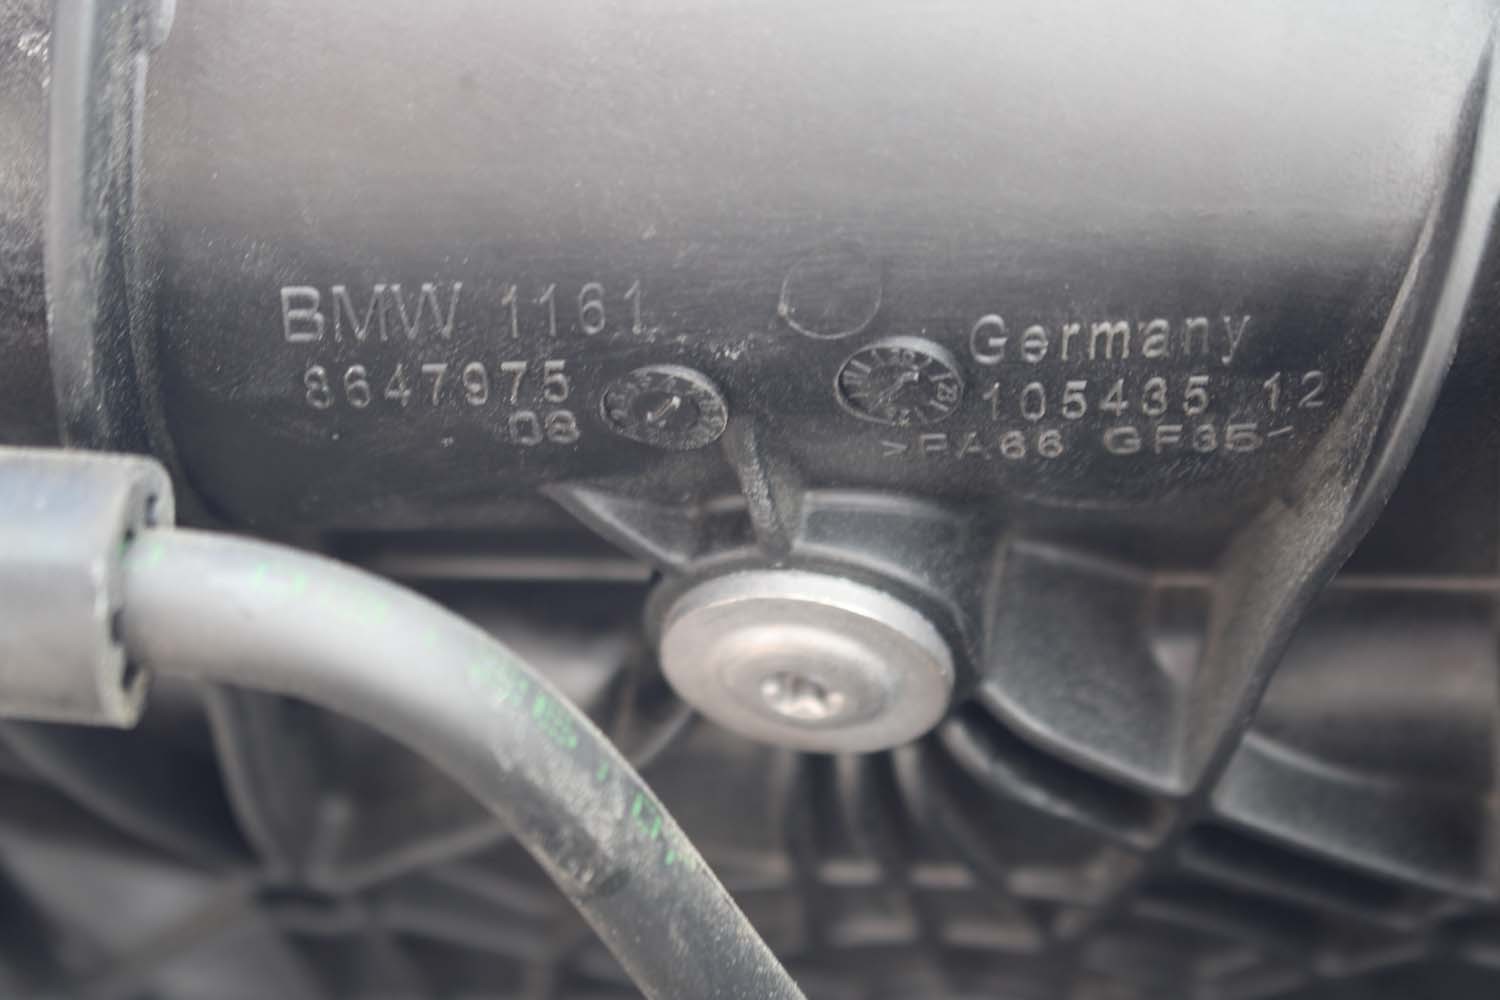 BMW 1161
8647975
08
Germany
105435 12
>PA66 GF35<